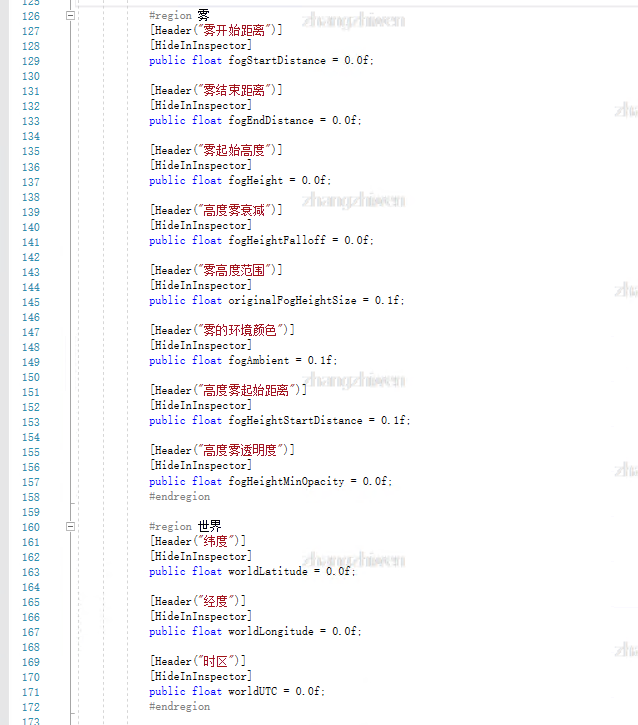 125
126 #region 雾
127 [Header("雾开始距离")]
128 [HideInInspector]
129 public float fogStartDistance = 0.0f;
130
131 [Header("雾结束距离")]
132 [HideInInspector]
133 public float fogEndDistance = 0.0f;
134
135 [Header("雾起始高度")]
136 [HideInInspector]
137 public float fogHeight = 0.0f;
138
139 [Header("高度雾衰减")]
140 [HideInInspector]
141 public float fogHeightFalloff = 0.0f;
142
143 [Header("雾高度范围")]
144 [HideInInspector]
145 public float originalFogHeightSize = 0.1f;
146
147 [Header("雾的环境颜色")]
148 [HideInInspector]
149 public float fogAmbient = 0.1f;
150
151 [Header("高度雾起始距离")]
152 [HideInInspector]
153 public float fogHeightStartDistance = 0.1f;
154
155 [Header("高度雾透明度")]
156 [HideInInspector]
157 public float fogHeightMinOpacity = 0.0f;
158 #endregion
159
160 #region 世界
161 [Header("纬度")]
162 [HideInInspector]
163 public float worldLatitude = 0.0f;
164
165 [Header("经度")]
166 [HideInInspector]
167 public float worldLongitude = 0.0f;
168
169 [Header("时区")]
170 [HideInInspector]
171 public float worldUTC = 0.0f;
172 #endregion
173
zhangzhiwen
zha
zhangzhiwen
zha
zhangzhiwen
zha
zhangzhiwen
zha